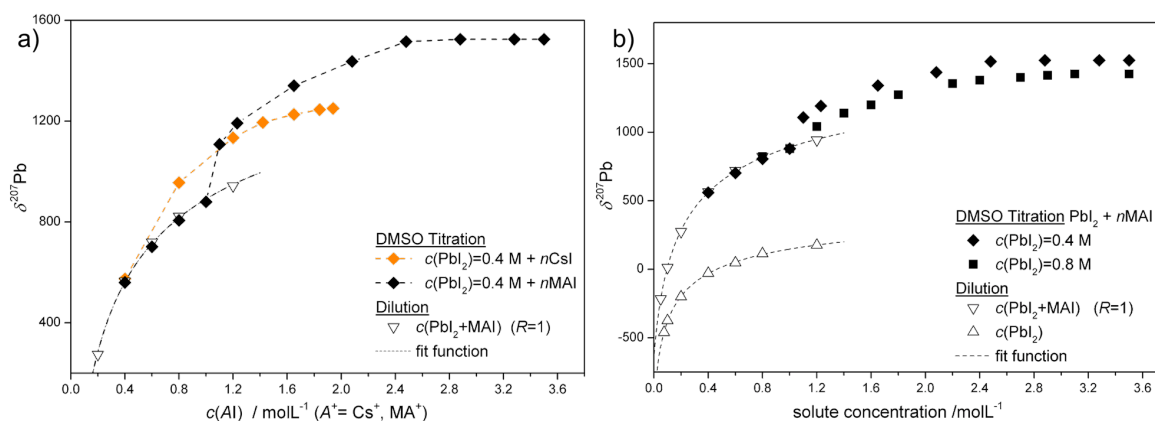 a)
1600
1200
800
400
δ²⁰⁷Pb
0.0 0.4 0.8 1.2 1.6 2.0 2.4 2.8 3.2 3.6
c(AI) / molL⁻¹ (A⁺= Cs⁺, MA⁺)
DMSO Titration
c(PbI₂)=0.4 M + nCsI
c(PbI₂)=0.4 M + nMAI
Dilution
c(PbI₂+MAI) (R=1)
fit function
b)
1500
1000
500
0
-500
δ²⁰⁷Pb
0.0 0.4 0.8 1.2 1.6 2.0 2.4 2.8 3.2 3.6
solute concentration /molL⁻¹
DMSO Titration PbI₂ + nMAI
c(PbI₂)=0.4 M
c(PbI₂)=0.8 M
Dilution
c(PbI₂+MAI) (R=1)
c(PbI₂)
fit function